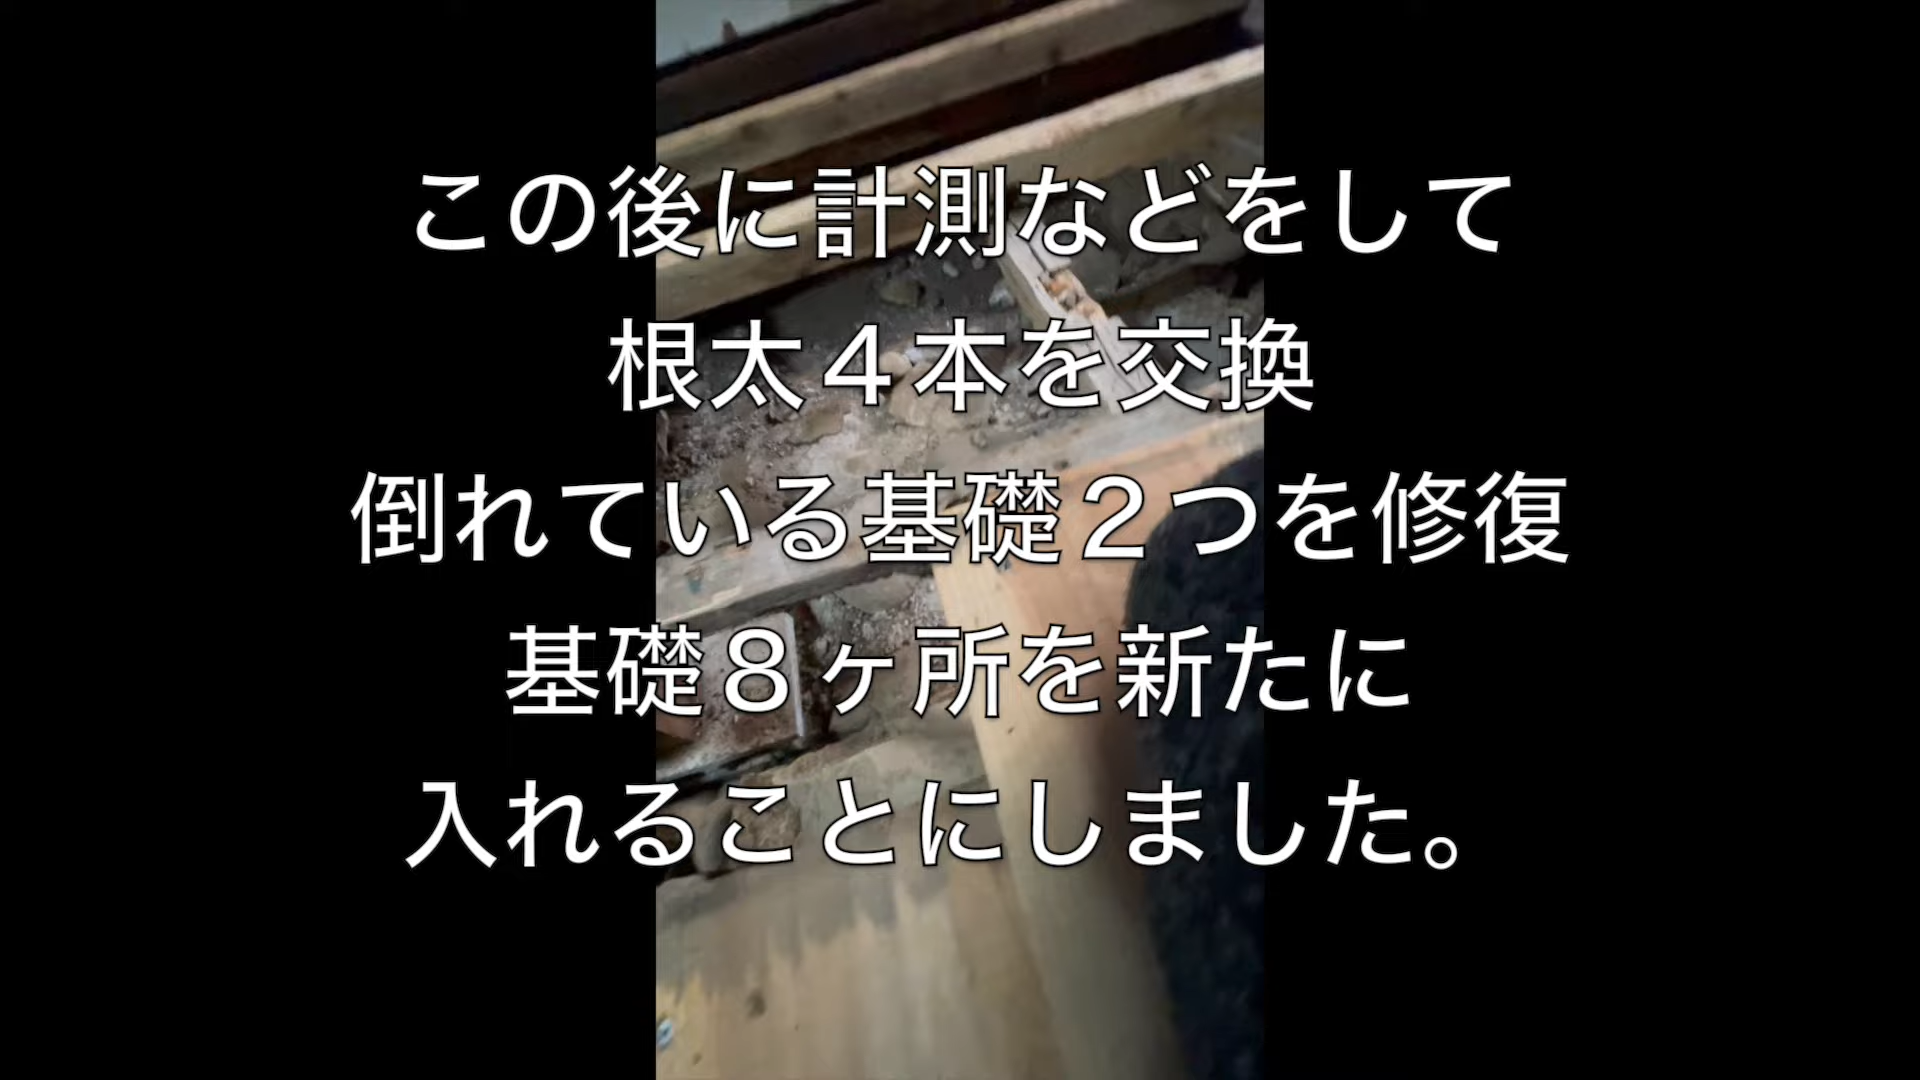 この後に計測などをして
根太４本を交換
倒れている基礎２つを修復
基礎８ヶ所を新たに
入れることにしました。